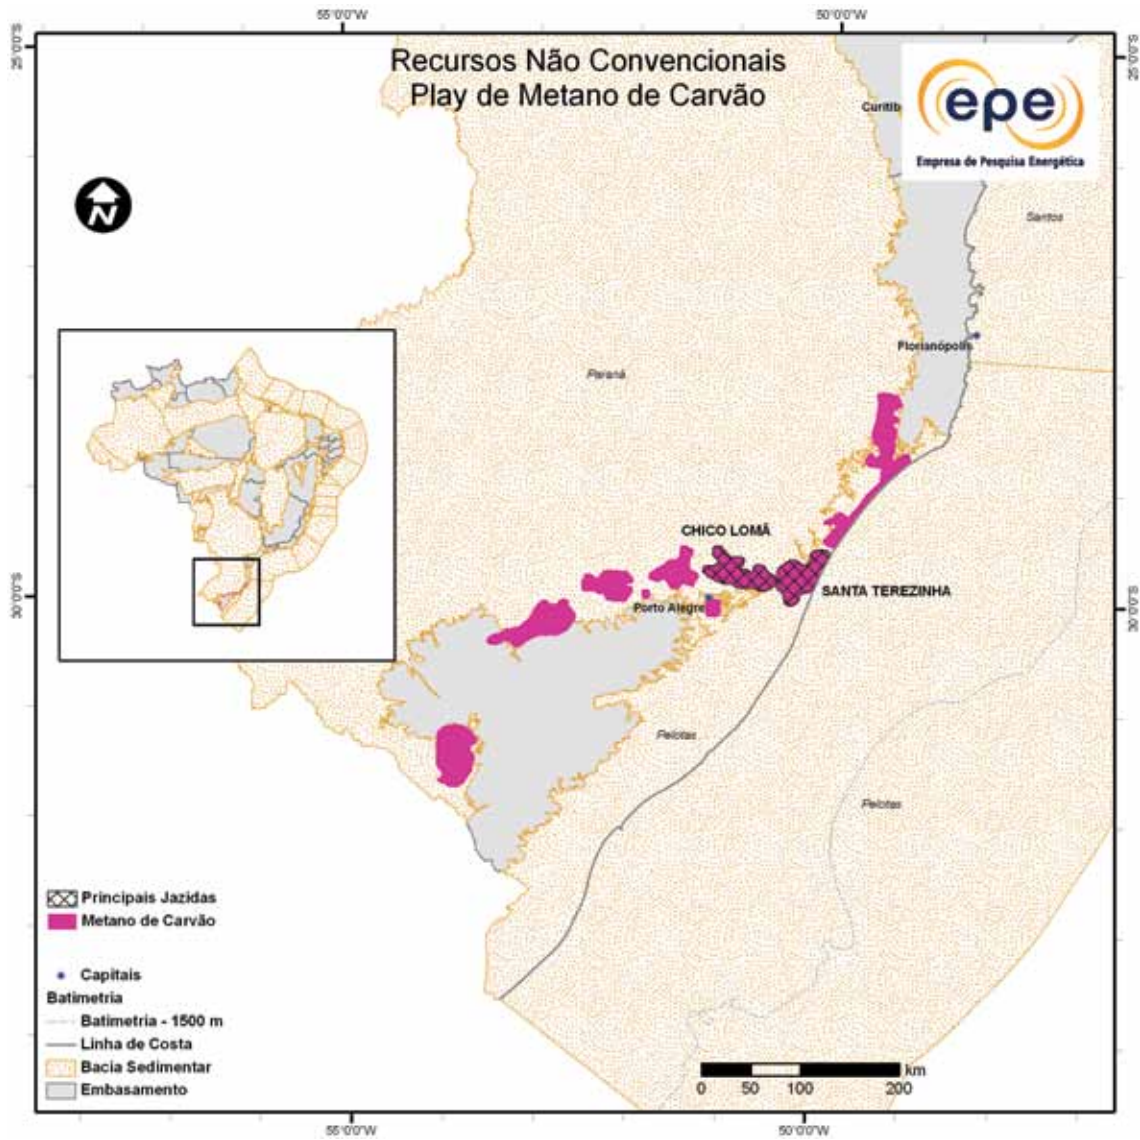 55°0'0"W
50°0'0"W
25°0'0"S
25°0'0"S
Recursos Não Convencionais
Play de Metano de Carvão
epe
Empresa de Pesquisa Energética
Curitib
N
Santos
Florianópolis
Paraná
CHICO LOMÃ
SANTA TEREZINHA
30°0'0"S
30°0'0"S
Porto Alegre
Pelotas
Pelotas
Principais Jazidas
Metano de Carvão
Capitais
Batimetria
Batimetria - 1500 m
Linha de Costa
Bacia Sedimentar
Embasamento
km
0 50 100 200
55°0'0"W
50°0'0"W